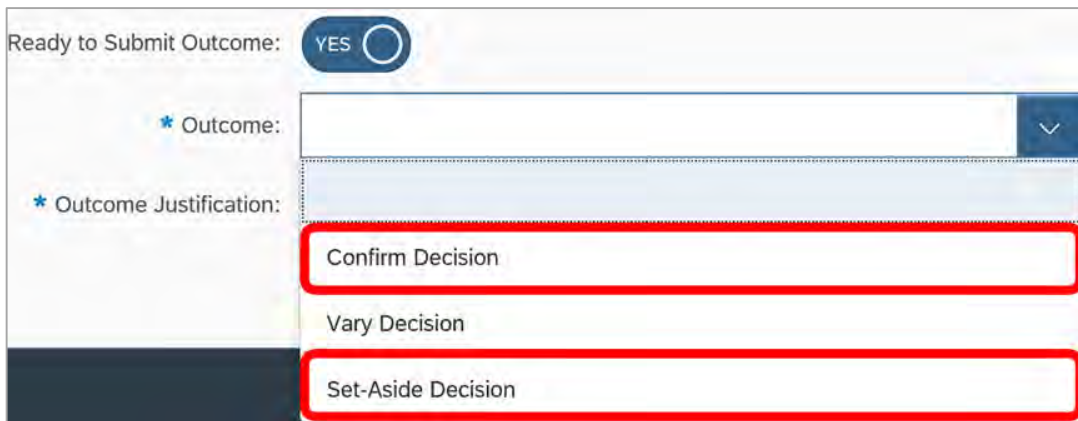 Ready to Submit Outcome: YES
* Outcome:
* Outcome Justification:
Confirm Decision
Vary Decision
Set-Aside Decision